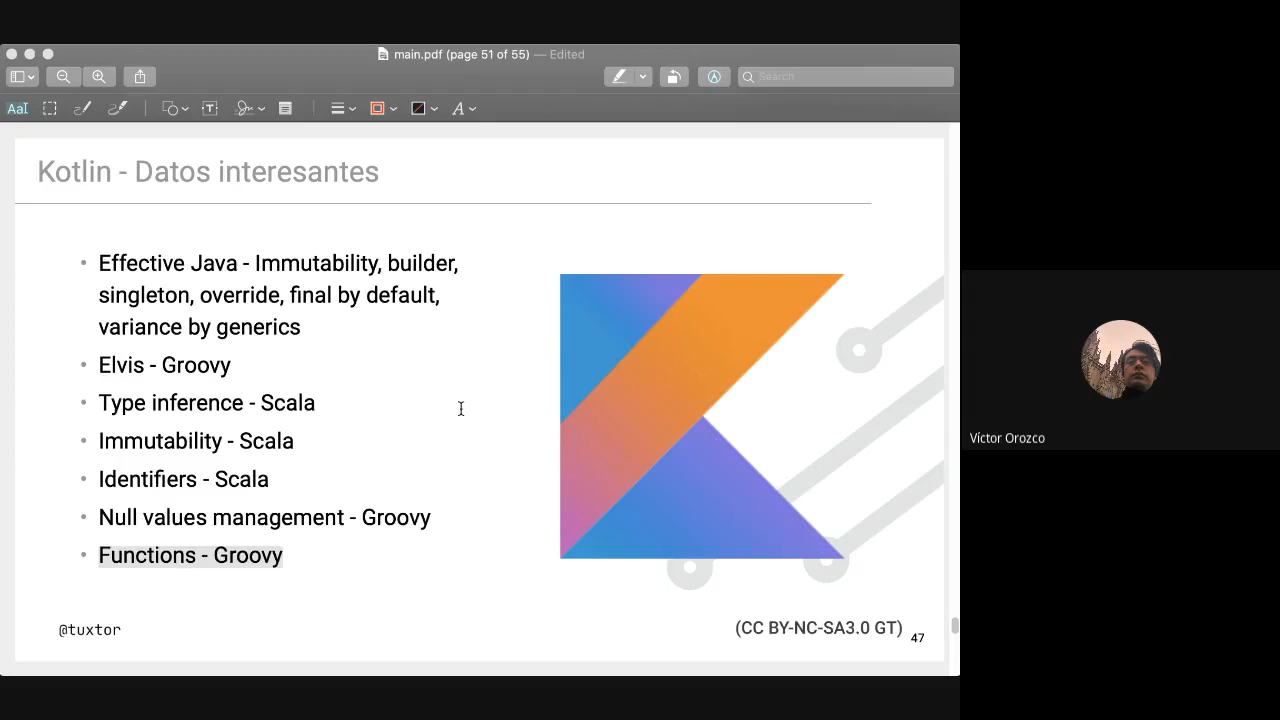 main.pdf (page 51 of 55) — Edited
Search
AaI
T
A
Kotlin - Datos interesantes
• Effective Java - Immutability, builder,
singleton, override, final by default,
variance by generics
• Elvis - Groovy
• Type inference - Scala
• Immutability - Scala
• Identifiers - Scala
• Null values management - Groovy
• Functions - Groovy
@tuxtor
(CC BY-NC-SA3.0 GT)
47
Víctor Orozco